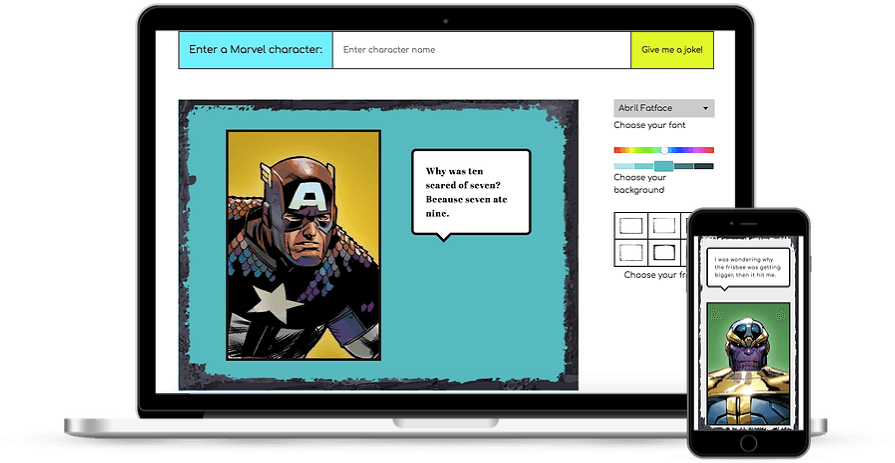 Enter a Marvel character:
Enter character name
Give me a joke!
Abril Fatface
Choose your font
Choose your
background
Choose your fr
A
Why was ten
scared of seven?
Because seven ate
nine.
I was wondering why
the frisbee was getting
bigger, then it hit me.